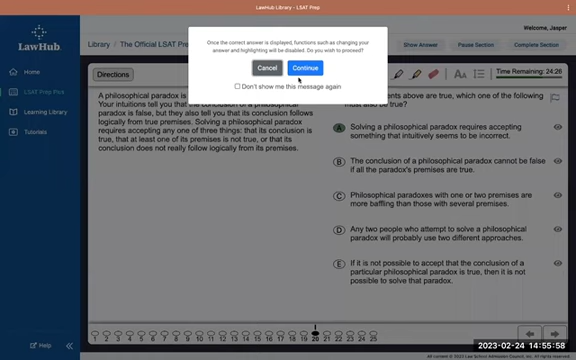 LawHub Library - LSAT Prep
LawHub
Welcome, Jasper
Library / The Official LSAT Pre
Show Answer
Pause Section
Complete Section
Home
LSAT Prep Plus
Learning Library
Tutorials
Help
Once the correct answer is displayed, functions such as changing your
answer and highlighting will be disabled. Do you wish to proceed?
Cancel
Continue
Don't show me this message again
Directions
Time Remaining: 24:26
A philosophical paradox is
Your intuitions tell you that the conclusion of a philosophical
paradox is false, but they also tell you that its conclusion follows
logically from true premises. Solving a philosophical paradox
requires accepting any one of three things: that its conclusion is
true, that at least one of its premises is not true, or that its
conclusion does not really follow logically from its premises.
ents above are true, which one of the following
must also be true?
A Solving a philosophical paradox requires accepting
something that intuitively seems to be incorrect.
B The conclusion of a philosophical paradox cannot be false
if all the paradox's premises are true.
C Philosophical paradoxes with one or two premises are
more baffling than those with several premises.
D Any two people who attempt to solve a philosophical
paradox will probably use two different approaches.
E If it is not possible to accept that the conclusion of a
particular philosophical paradox is true, then it is not
possible to solve that paradox.
1 2 3 4 5 6 7 8 9 10 11 12 13 14 15 16 17 18 19 20 21 22 23 24 25
2023-02-24 14:55:58